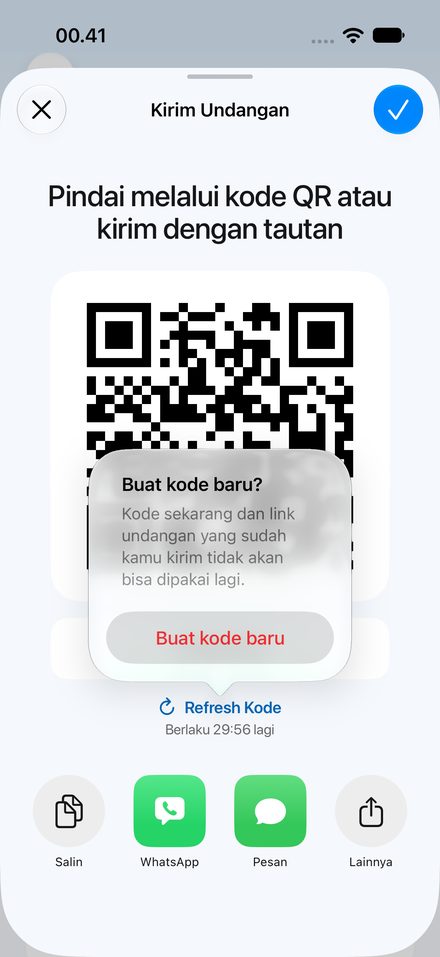 00.41
Kirim Undangan
Pindai melalui kode QR atau
kirim dengan tautan
Buat kode baru?
Kode sekarang dan link
undangan yang sudah
kamu kirim tidak akan
bisa dipakai lagi.
Buat kode baru
Refresh Kode
Berlaku 29:56 lagi
Salin
WhatsApp
Pesan
Lainnya